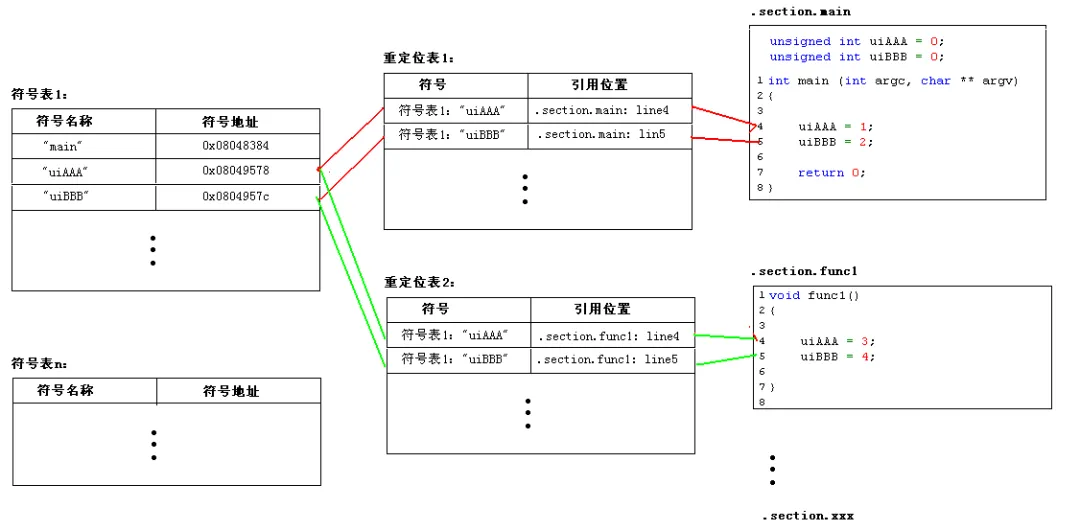 符号表1:
符号名称 符号地址
"main" 0x08048384
"uiAAA" 0x08049578
"uiBBB" 0x0804957c
符号表n:
符号名称 符号地址
重定位表1:
符号 引用位置
符号表1: "uiAAA" .section.main: line4
符号表1: "uiBBB" .section.main: lin5
重定位表2:
符号 引用位置
符号表1: "uiAAA" .section.func1: line4
符号表1: "uiBBB" .section.func1: line5
.section.main
unsigned int uiAAA = 0;
unsigned int uiBBB = 0;
1 int main (int argc, char ** argv)
2 {
3
4 uiAAA = 1;
5 uiBBB = 2;
6
7 return 0;
8 }
.section.func1
1 void func1()
2 {
3
4 uiAAA = 3;
5 uiBBB = 4;
6
7 }
8
.section.xxx